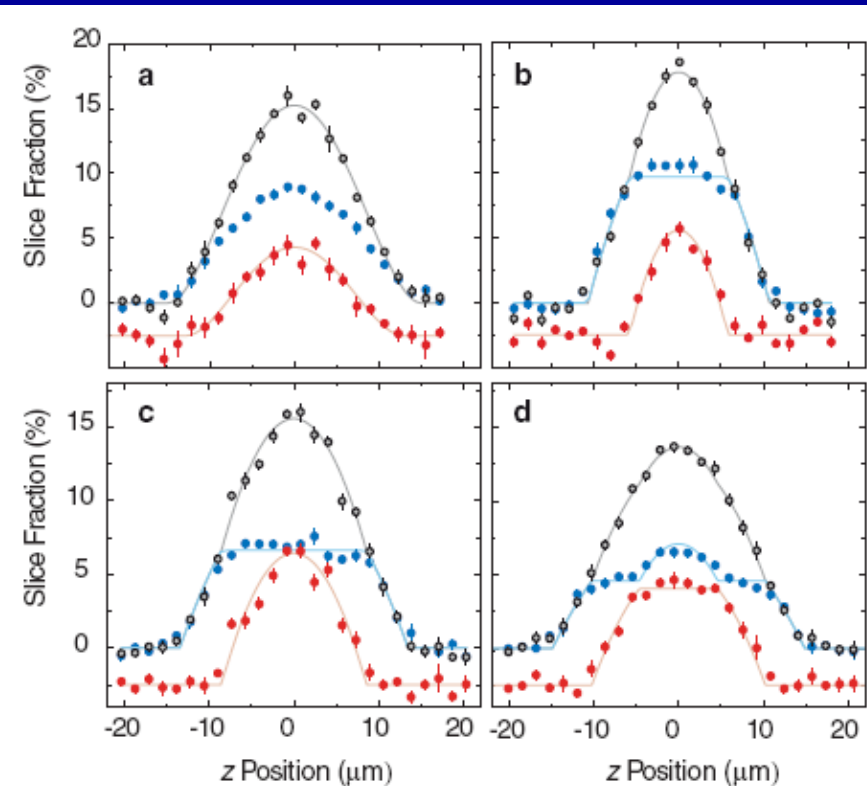 20
15
10
5
0
Slice Fraction (%)
a
b
15
10
5
0
Slice Fraction (%)
c
d
-20 -10 0 10 20 -20 -10 0 10 20
z Position (μm) z Position (μm)